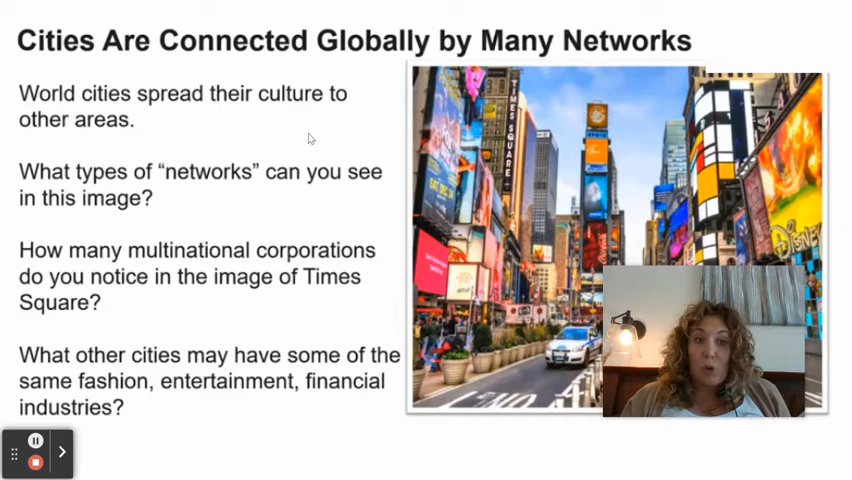 Cities Are Connected Globally by Many Networks
World cities spread their culture to
other areas.
What types of “networks” can you see
in this image?
How many multinational corporations
do you notice in the image of Times
Square?
What other cities may have some of the
same fashion, entertainment, financial
industries?
TIMES SQUARE
DISNEY